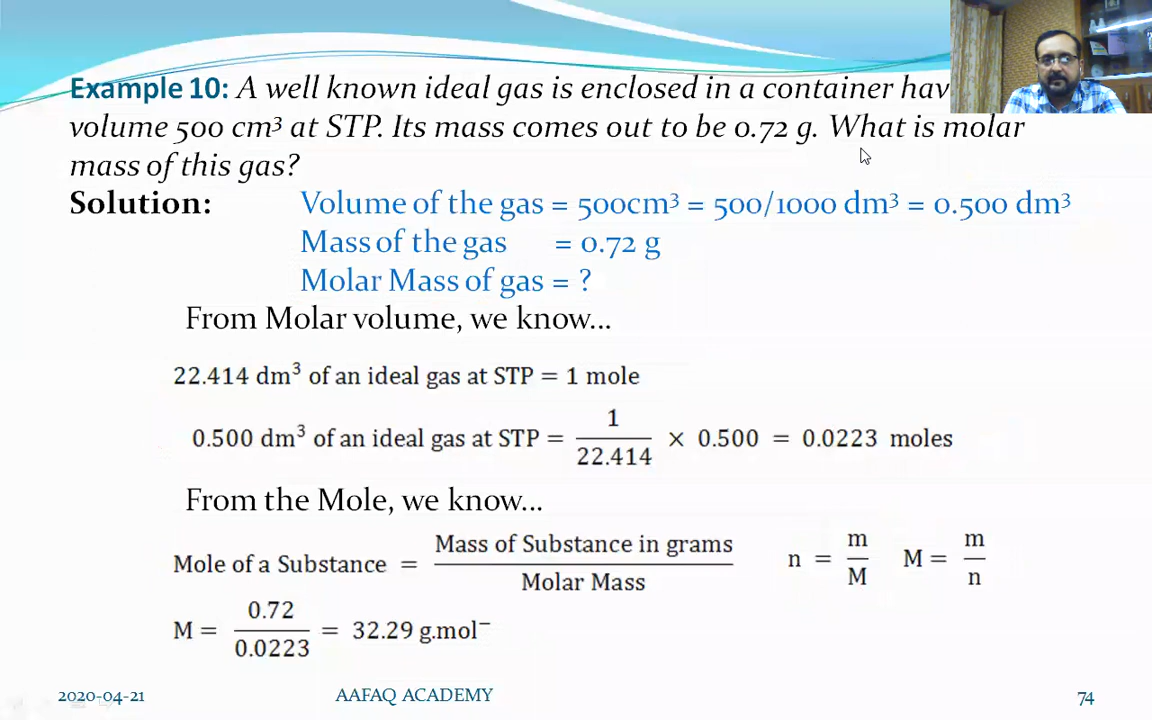 Example 10: A well known ideal gas is enclosed in a container hav
volume 500 cm³ at STP. Its mass comes out to be 0.72 g. What is molar
mass of this gas?
Solution: Volume of the gas = 500cm³ = 500/1000 dm³ = 0.500 dm³
Mass of the gas = 0.72 g
Molar Mass of gas = ?
From Molar volume, we know...
22.414 dm³ of an ideal gas at STP = 1 mole
0.500 dm³ of an ideal gas at STP = 1/22.414 × 0.500 = 0.0223 moles
From the Mole, we know...
Mole of a Substance = Mass of Substance in grams/Molar Mass n = m/M M = m/n
M = 0.72/0.0223 = 32.29 g.mol⁻
2020-04-21 AAFAQ ACADEMY 74